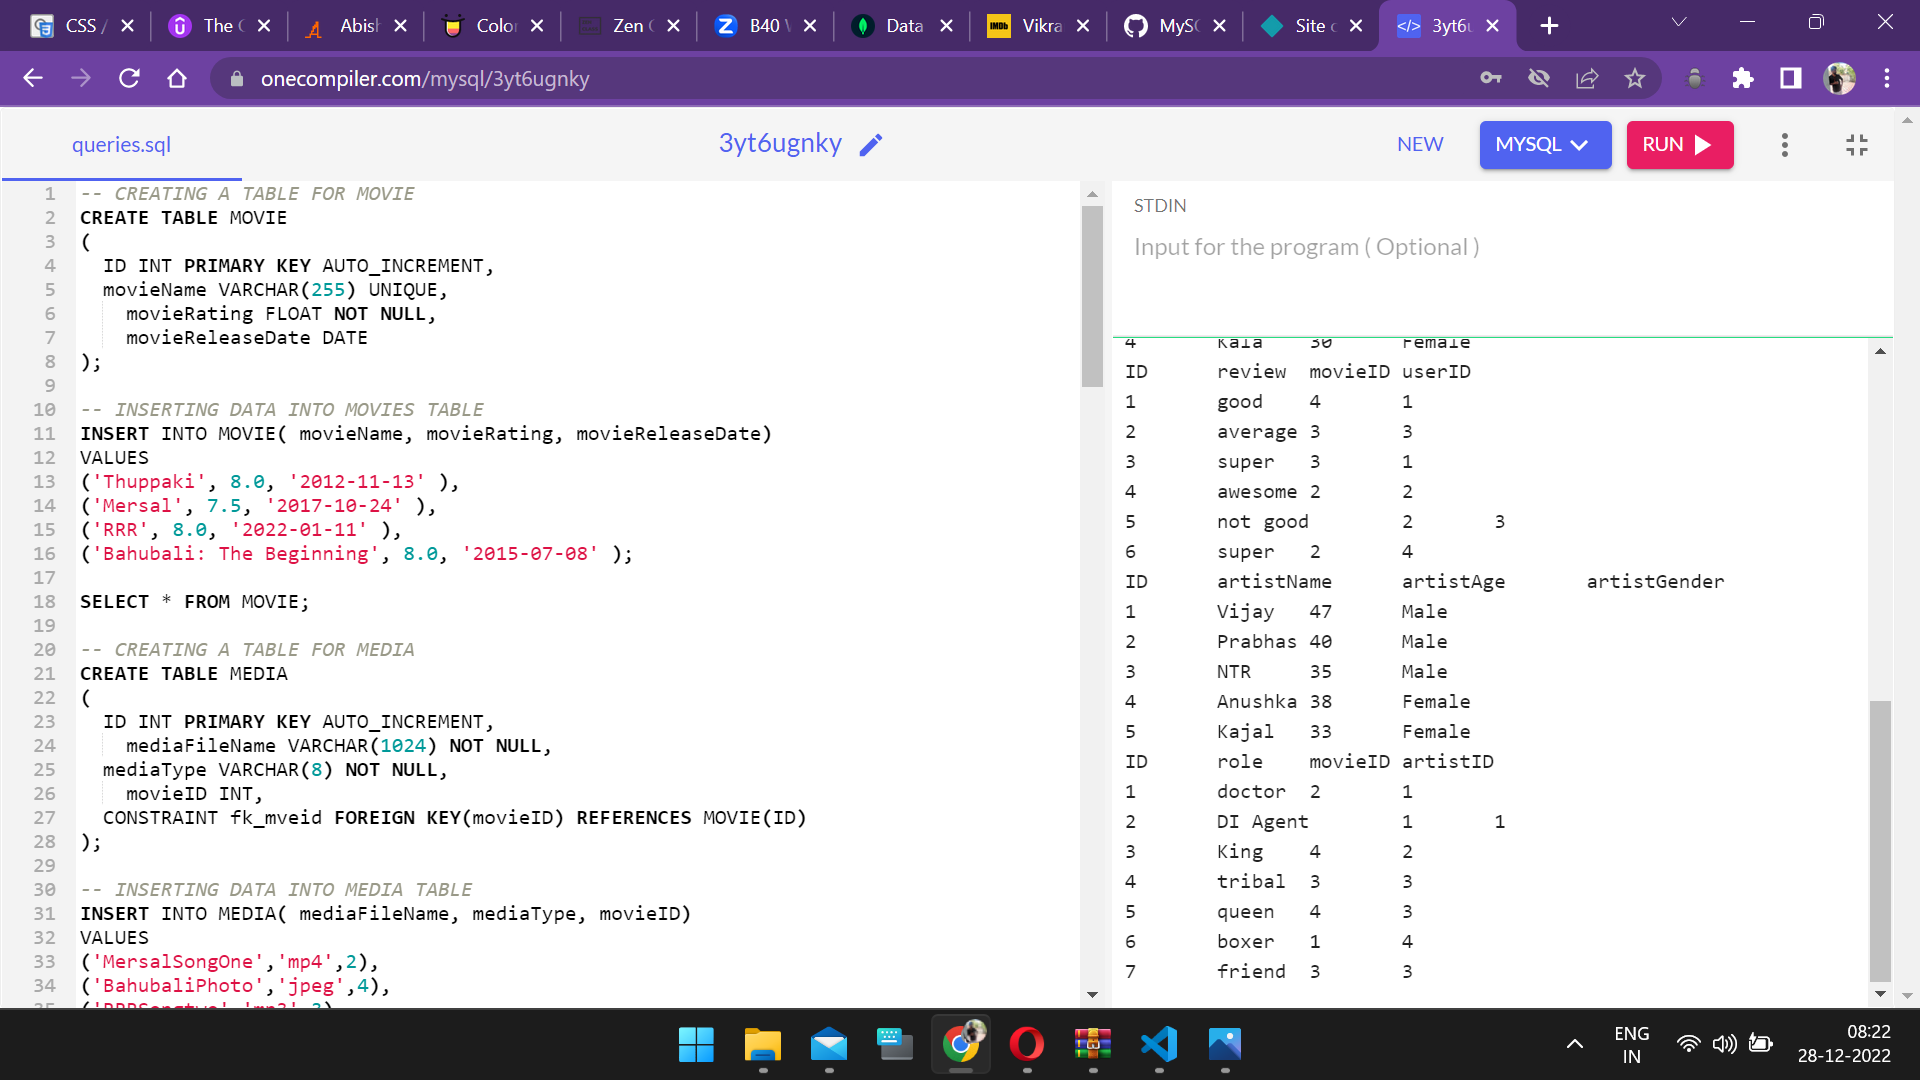 CSS /
The C
Abish
Color
Zen C
B40 W
Data
IMDb Vikra
MySQ
Site c
3yt6u
onecompiler.com/mysql/3yt6ugnky
queries.sql
3yt6ugnky
NEW
MYSQL
RUN
1 -- CREATING A TABLE FOR MOVIE
2 CREATE TABLE MOVIE
3 (
4 ID INT PRIMARY KEY AUTO_INCREMENT,
5 movieName VARCHAR(255) UNIQUE,
6 movieRating FLOAT NOT NULL,
7 movieReleaseDate DATE
8 );
9
10 -- INSERTING DATA INTO MOVIES TABLE
11 INSERT INTO MOVIE( movieName, movieRating, movieReleaseDate)
12 VALUES
13 ('Thuppaki', 8.0, '2012-11-13' ),
14 ('Mersal', 7.5, '2017-10-24' ),
15 ('RRR', 8.0, '2022-01-11' ),
16 ('Bahubali: The Beginning', 8.0, '2015-07-08' );
17
18 SELECT * FROM MOVIE;
19
20 -- CREATING A TABLE FOR MEDIA
21 CREATE TABLE MEDIA
22 (
23 ID INT PRIMARY KEY AUTO_INCREMENT,
24 mediaFileName VARCHAR(1024) NOT NULL,
25 mediaType VARCHAR(8) NOT NULL,
26 movieID INT,
27 CONSTRAINT fk_mveid FOREIGN KEY(movieID) REFERENCES MOVIE(ID)
28 );
29
30 -- INSERTING DATA INTO MEDIA TABLE
31 INSERT INTO MEDIA( mediaFileName, mediaType, movieID)
32 VALUES
33 ('MersalSongOne','mp4',2),
34 ('BahubaliPhoto','jpeg',4),
STDIN
Input for the program ( Optional )
4 Kala 30 Female
ID review movieID userID
1 good 4 1
2 average 3 3
3 super 3 1
4 awesome 2 2
5 not good 2 3
6 super 2 4
ID artistName artistAge artistGender
1 Vijay 47 Male
2 Prabhas 40 Male
3 NTR 35 Male
4 Anushka 38 Female
5 Kajal 33 Female
ID role movieID artistID
1 doctor 2 1
2 DI Agent 1 1
3 King 4 2
4 tribal 3 3
5 queen 4 3
6 boxer 1 4
7 friend 3 3
ENG
IN
08:22
28-12-2022